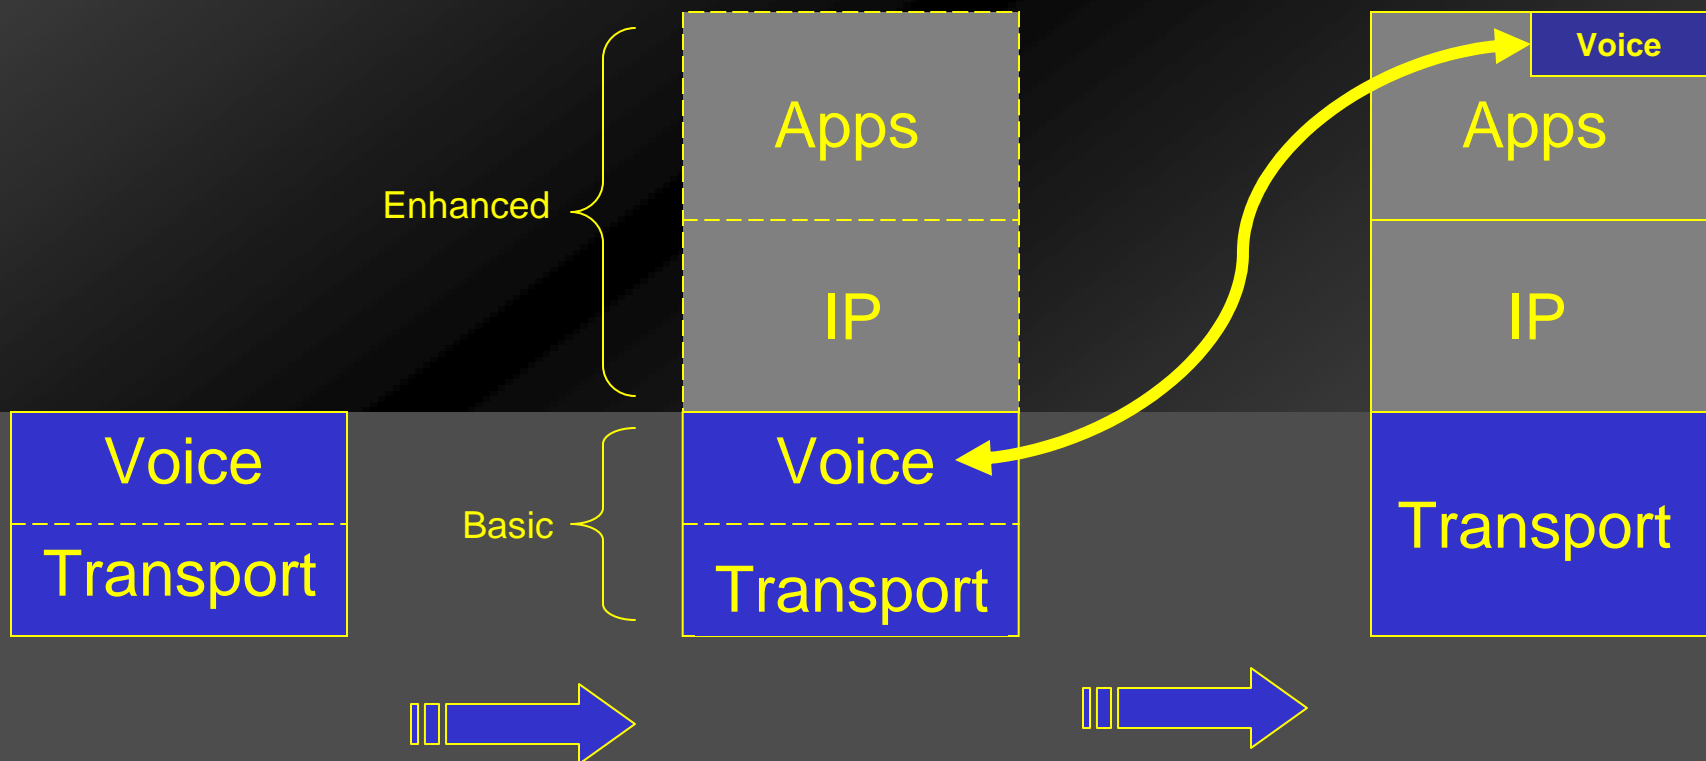 Voice
Transport
Enhanced
Basic
Apps
IP
Voice
Transport
Voice
Apps
IP
Transport